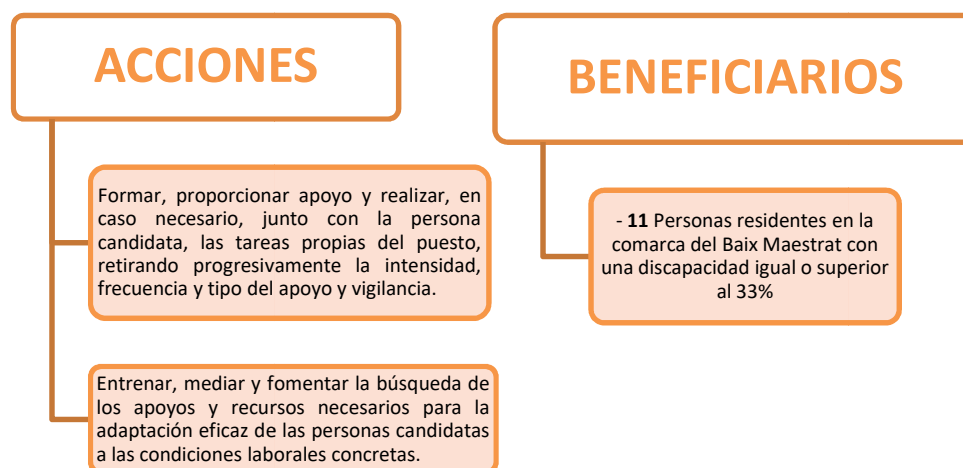 ACCIONES
Formar, proporcionar apoyo y realizar, en
caso necesario, junto con la persona
candidata, las tareas propias del puesto,
retirando progresivamente la intensidad,
frecuencia y tipo del apoyo y vigilancia.
Entrenar, mediar y fomentar la búsqueda de
los apoyos y recursos necesarios para la
adaptación eficaz de las personas candidatas
a las condiciones laborales concretas.
BENEFICIARIOS
- 11 Personas residentes en la
comarca del Baix Maestrat con
una discapacidad igual o superior
al 33%